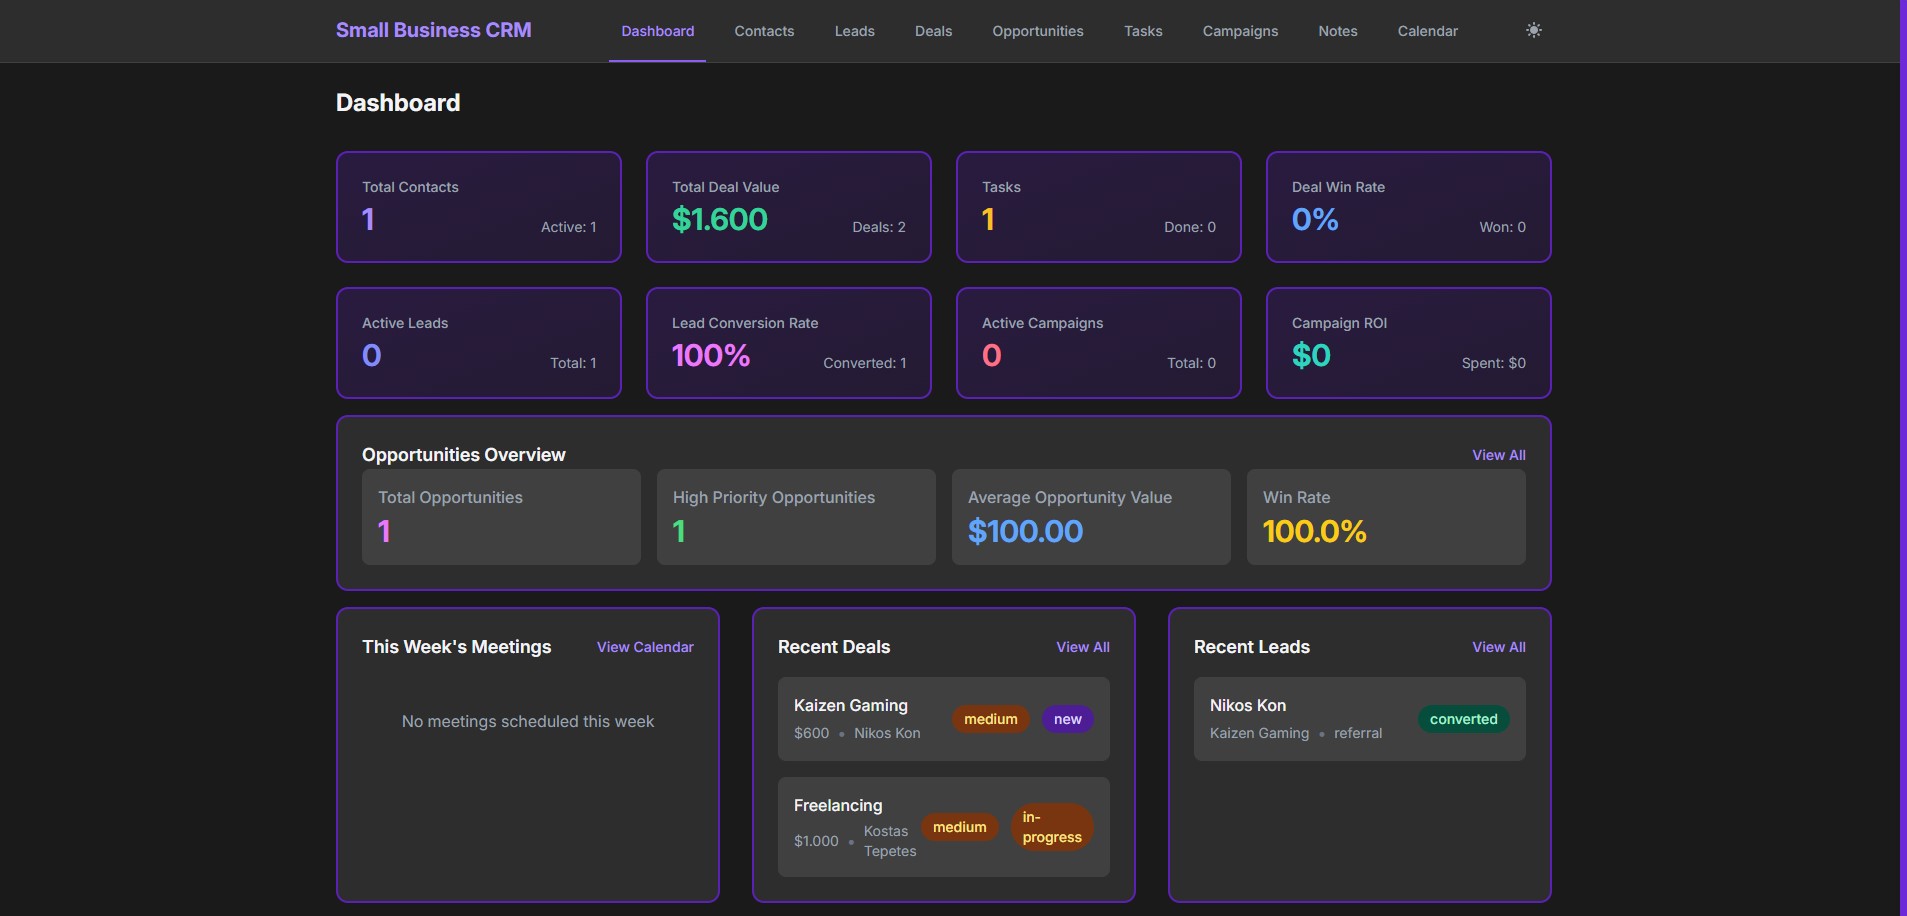 Small Business CRM
Dashboard Contacts Leads Deals Opportunities Tasks Campaigns Notes Calendar
Dashboard
Total Contacts
1
Active: 1
Total Deal Value
$1.600
Deals: 2
Tasks
1
Done: 0
Deal Win Rate
0%
Won: 0
Active Leads
0
Total: 1
Lead Conversion Rate
100%
Converted: 1
Active Campaigns
0
Total: 0
Campaign ROI
$0
Spent: $0
Opportunities Overview
View All
Total Opportunities
1
High Priority Opportunities
1
Average Opportunity Value
$100.00
Win Rate
100.0%
This Week's Meetings
View Calendar
No meetings scheduled this week
Recent Deals
View All
Kaizen Gaming
$600 • Nikos Kon
medium
new
Freelancing
$1.000 • Kostas
Tepetes
medium
in-
progress
Recent Leads
View All
Nikos Kon
Kaizen Gaming • referral
converted